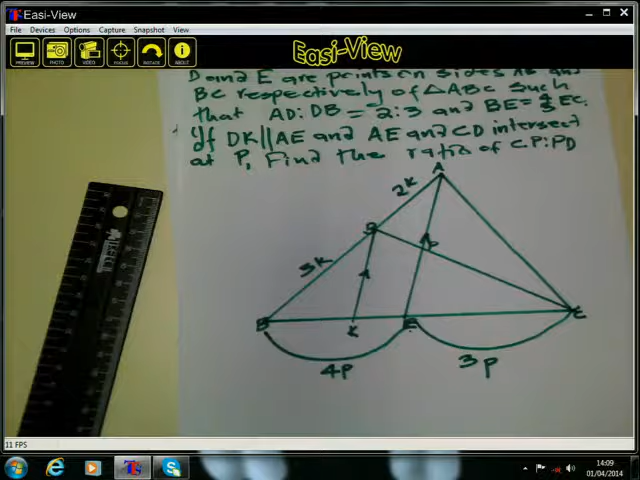 Easi-View
File Devices Options Capture Snapshot View
PREVIEW PHOTO VIDEO FOCUS ROTATE ABOUT
Easi-View
D and E are points on sides AB and
BC respectively of △ABC such
that AD:DB = 2:3 and BE = 4/3 EC.
If DK||AE and AE and CD intersect
at P, Find the ratio of CP:PD
A
2K
D
3K
P
B
K
E
C
4P
3P
11 FPS
14:09
01/04/2014